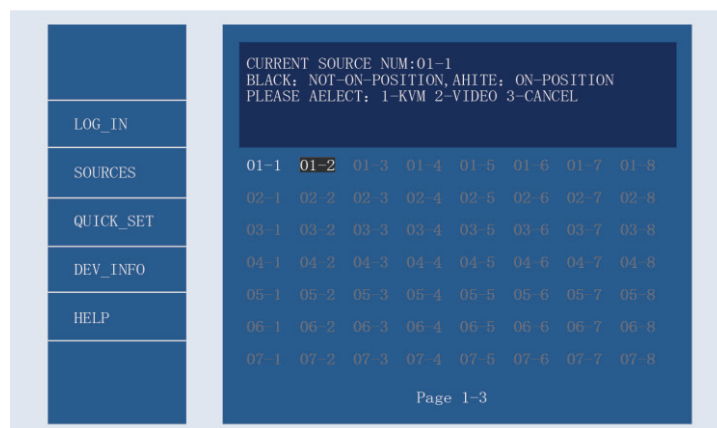 CURRENT SOURCE NUM:01-1
BLACK: NOT-ON-POSITION, AHITE: ON-POSITION
PLEASE AELECT: 1-KVM 2-VIDEO 3-CANCEL
LOG_IN
SOURCES
QUICK_SET
DEV_INFO
HELP
01-1 01-2 01-3 01-4 01-5 01-6 01-7 01-8
02-1 02-2 02-3 02-4 02-5 02-6 02-7 02-8
03-1 03-2 03-3 03-4 03-5 03-6 03-7 03-8
04-1 04-2 04-3 04-4 04-5 04-6 04-7 04-8
05-1 05-2 05-3 05-4 05-5 05-6 05-7 05-8
06-1 06-2 06-3 06-4 06-5 06-6 06-7 06-8
07-1 07-2 07-3 07-4 07-5 07-6 07-7 07-8
Page 1-3